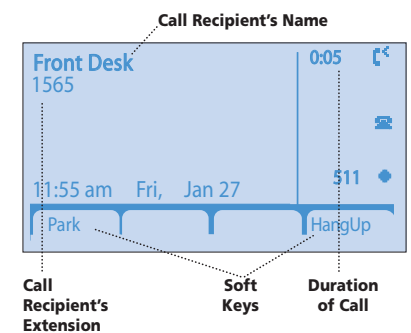 Call Recipient's Name
Front Desk
0:05
1565
511
11:55 am Fri, Jan 27
Park
HangUp
Call Recipient's Extension
Soft Keys
Duration of Call